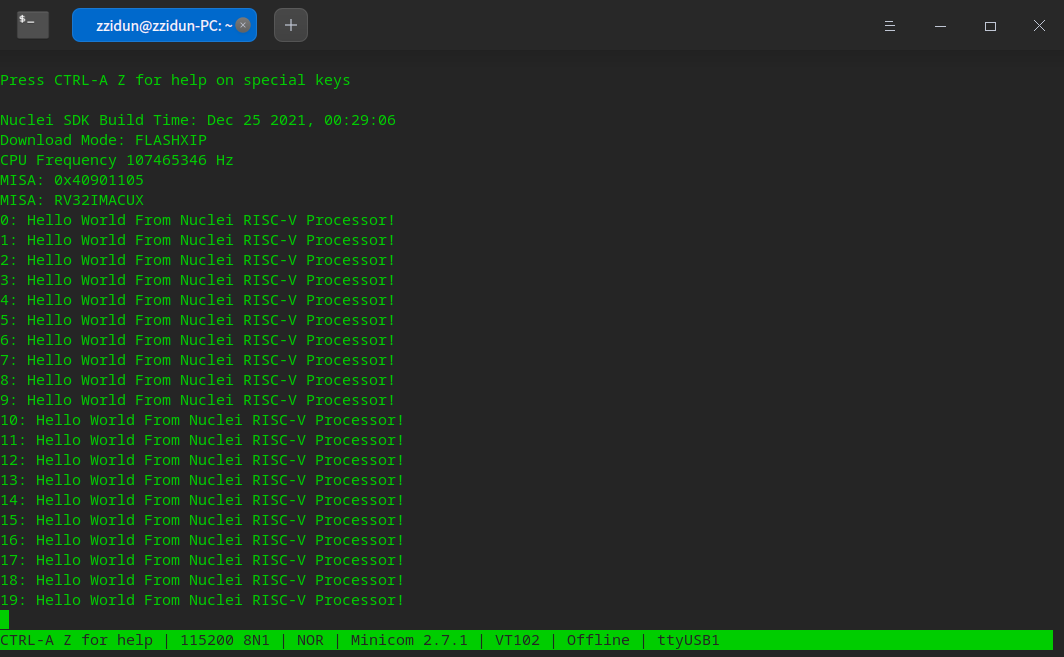 $_
zzidun@zzidun-PC: ~
Press CTRL-A Z for help on special keys
Nuclei SDK Build Time: Dec 25 2021, 00:29:06
Download Mode: FLASHXIP
CPU Frequency 107465346 Hz
MISA: 0x40901105
MISA: RV32IMACUX
0: Hello World From Nuclei RISC-V Processor!
1: Hello World From Nuclei RISC-V Processor!
2: Hello World From Nuclei RISC-V Processor!
3: Hello World From Nuclei RISC-V Processor!
4: Hello World From Nuclei RISC-V Processor!
5: Hello World From Nuclei RISC-V Processor!
6: Hello World From Nuclei RISC-V Processor!
7: Hello World From Nuclei RISC-V Processor!
8: Hello World From Nuclei RISC-V Processor!
9: Hello World From Nuclei RISC-V Processor!
10: Hello World From Nuclei RISC-V Processor!
11: Hello World From Nuclei RISC-V Processor!
12: Hello World From Nuclei RISC-V Processor!
13: Hello World From Nuclei RISC-V Processor!
14: Hello World From Nuclei RISC-V Processor!
15: Hello World From Nuclei RISC-V Processor!
16: Hello World From Nuclei RISC-V Processor!
17: Hello World From Nuclei RISC-V Processor!
18: Hello World From Nuclei RISC-V Processor!
19: Hello World From Nuclei RISC-V Processor!
CTRL-A Z for help | 115200 8N1 | NOR | Minicom 2.7.1 | VT102 | Offline | ttyUSB1